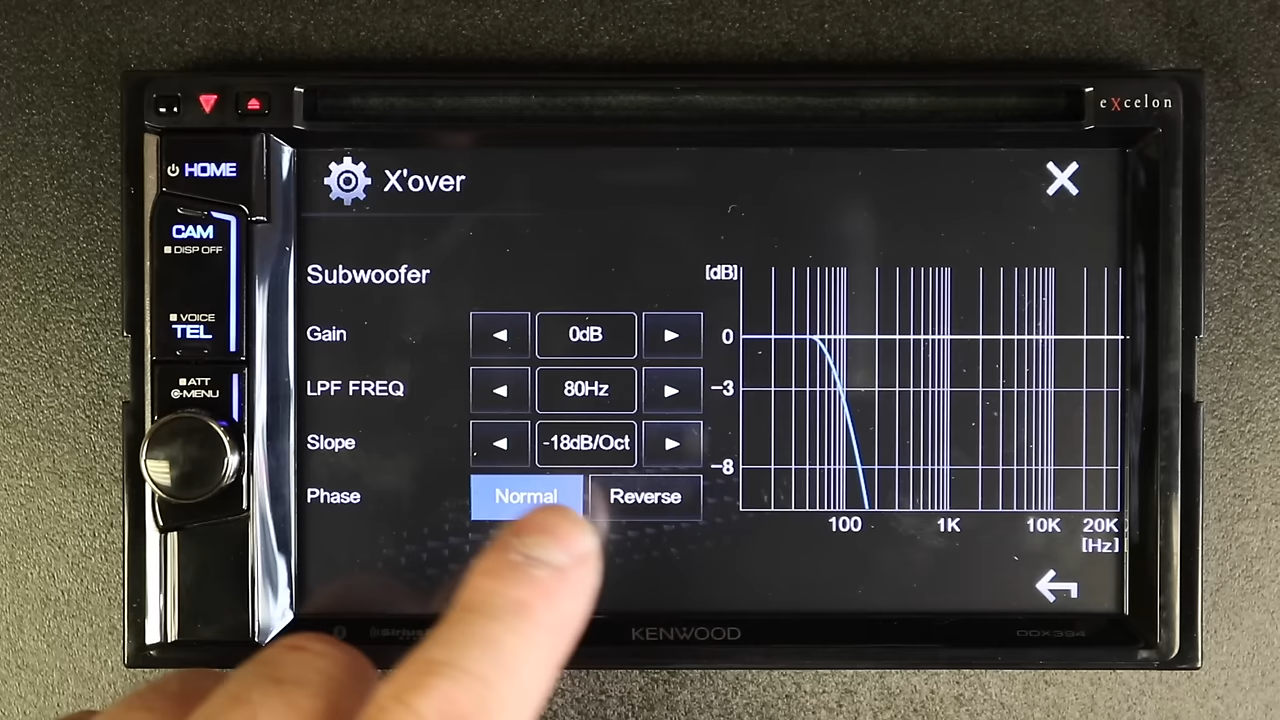 eXcelon
HOME
X'over
CAM
DISP OFF
VOICE
TEL
ATT
MENU
Subwoofer
Gain
0dB
LPF FREQ
80Hz
Slope
-18dB/Oct
Phase
Normal
Reverse
[dB]
0
-3
-8
100
1K
10K
20K
[Hz]
KENWOOD
DDX394